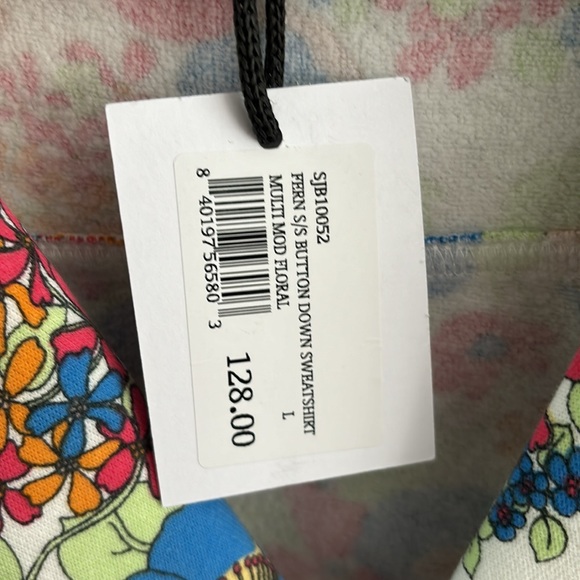 SJB10052
FERN S/S BUTTON DOWN SWEATSHIRT
MULTI MOD FLORAL
L
8 40197 56580 3
128.00